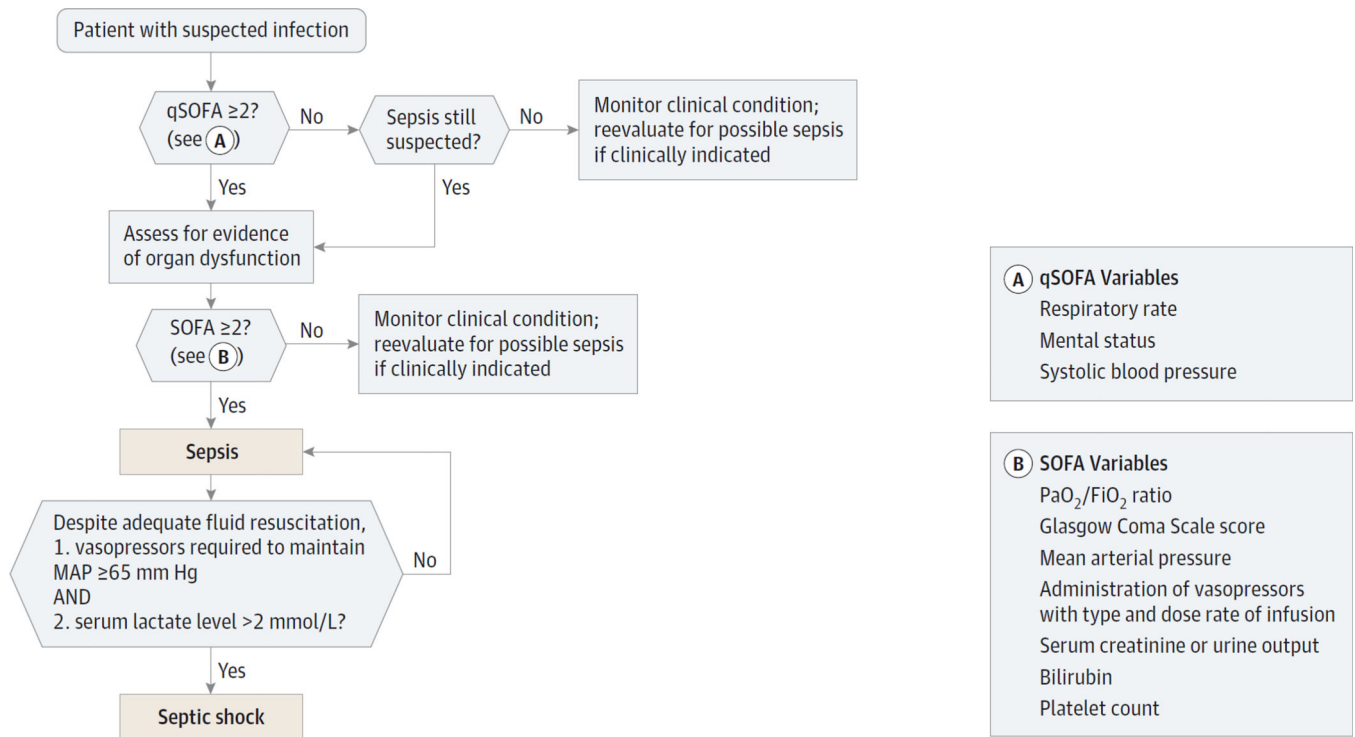 Patient with suspected infection
qSOFA ≥2?
(see A)
No
Sepsis still
suspected?
No
Monitor clinical condition;
reevaluate for possible sepsis
if clinically indicated
Yes
Yes
Assess for evidence
of organ dysfunction
SOFA ≥2?
(see B)
No
Monitor clinical condition;
reevaluate for possible sepsis
if clinically indicated
Yes
Sepsis
Despite adequate fluid resuscitation,
1. vasopressors required to maintain
MAP ≥65 mm Hg
AND
2. serum lactate level >2 mmol/L?
No
Yes
Septic shock
A qSOFA Variables
Respiratory rate
Mental status
Systolic blood pressure
B SOFA Variables
PaO₂/FiO₂ ratio
Glasgow Coma Scale score
Mean arterial pressure
Administration of vasopressors
with type and dose rate of infusion
Serum creatinine or urine output
Bilirubin
Platelet count